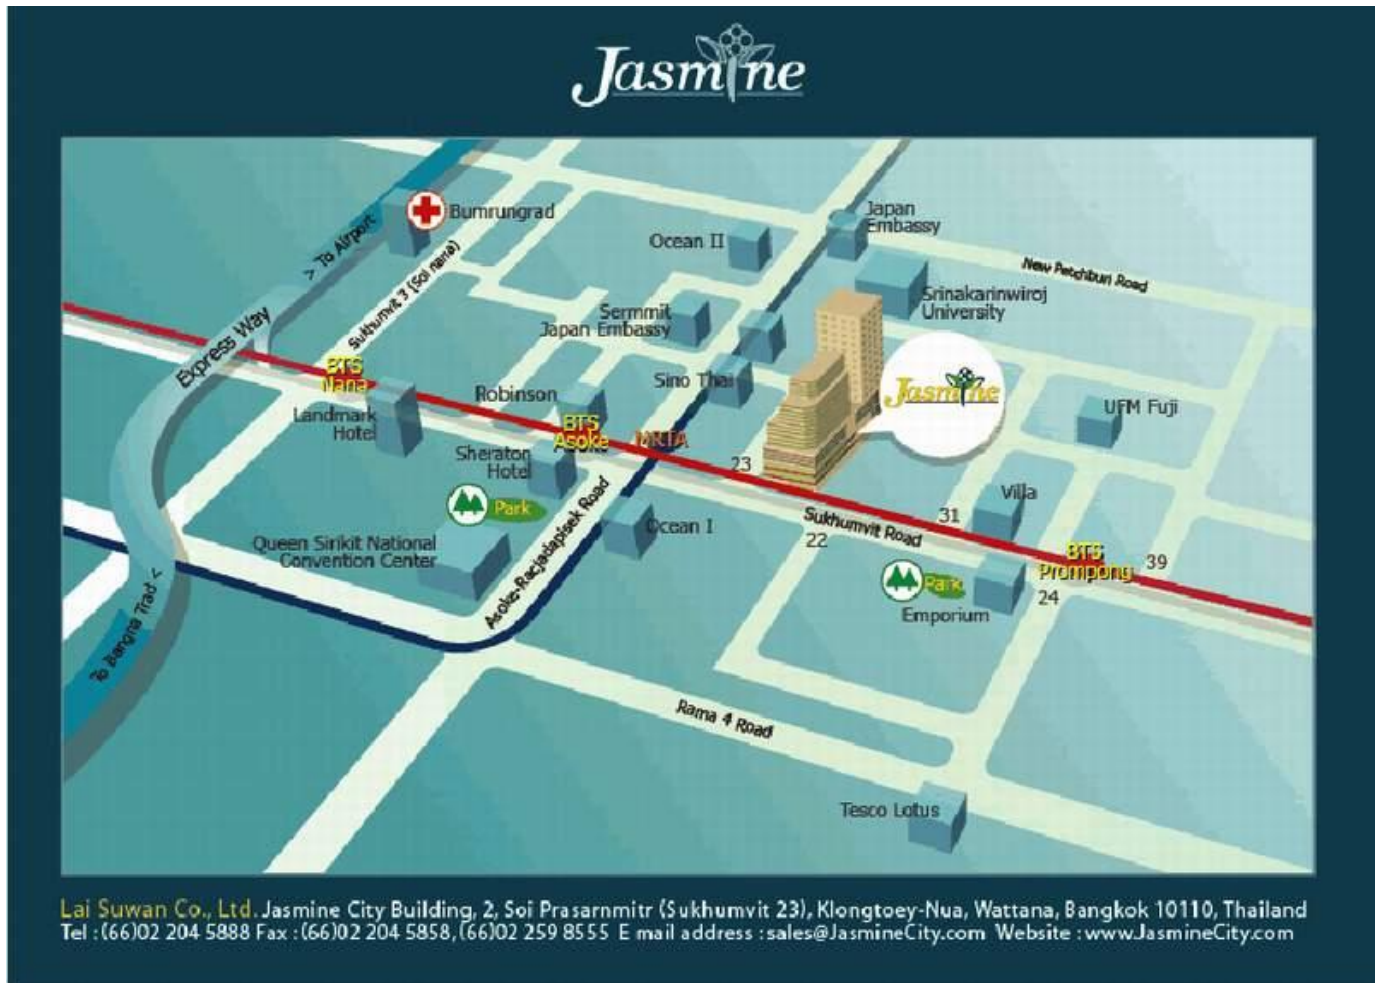 Jasmine
Bumrungrad
> To Airport
Sukhumvit 3 (Soi nana)
Express Way
Ocean II
Japan
Embassy
New Petchburi Road
Srinakarinwiroj
University
Sermmit
Japan Embassy
BTS
Nana
Landmark
Hotel
Robinson
Sino Thai
Jasmine
UFM Fuji
BTS
Asoke
Asoke
MRTA
23
Sheraton
Hotel
Park
Villa
31
Sukhumvit Road
22
Ocean I
Queen Sirikit National
Convention Center
Asoke-Racjadapisek Road
BTS
Prompong
39
24
Park
Emporium
To Bangna Trad <
Rama 4 Road
Tesco Lotus
Lai Suwan Co., Ltd. Jasmine City Building, 2, Soi Prasarnmitr (Sukhumvit 23), Klongtoey-Nua, Wattana, Bangkok 10110, Thailand
Tel : (66)02 204 5888 Fax : (66)02 204 5858, (66)02 259 8555 E mail address : sales@JasmineCity.com Website : www.JasmineCity.com